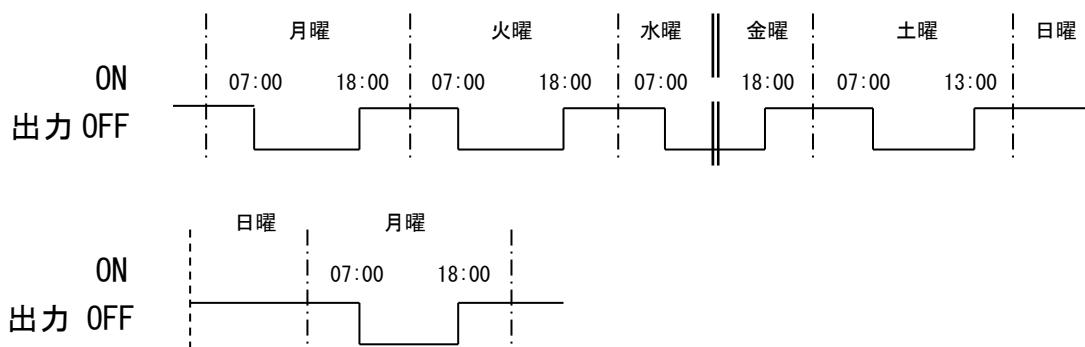 月曜 火曜 水曜 金曜 土曜 日曜
ON 07:00 18:00 07:00 18:00 07:00 18:00 07:00 13:00
出力 OFF
日曜 月曜
ON 07:00 18:00
出力 OFF